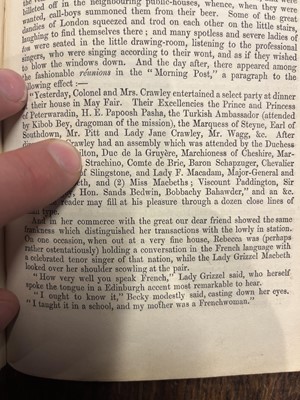 billeted off in the neighbouring public-houses, whence, when they were
wanted, call-boys summoned them from their beer. Some of the great
dandies of London squeezed and trod on each other on the little stairs,
laughing to find themselves there; and many spotless and severe ladies of
ton were seated in the little drawing-room, listening to the professional
singers, who were singing according to their wont, and as if they wished
to blow the windows down. And the day after, there appeared among
the fashionable réunions in the "Morning Post," a paragraph to the
following effect:—
"Yesterday, Colonel and Mrs. Crawley entertained a select party at dinner
their house in May Fair. Their Excellencies the Prince and Princess
of Peterwaradin, H. E. Papoosh Pasha, the Turkish Ambassador (attended
by Kibob Bey, dragoman of the mission), the Marquess of Steyne, Earl of
Southdown, Mr. Pitt and Lady Jane Crawley, Mr. Wagg, &c. After
Crawley had an assembly which was attended by the Duchess
Duc de la Gruyère, Marchioness of Cheshire, Mar-
Strachino, Comte de Brie, Baron Schapzuger, Chevalier
of Slingstone, and Lady F. Macadam, Major-General and
and (2) Miss Macbeths; Viscount Paddington, Sir
Hon. Sands Bedwin, Bobbachy Bahawder," and an &c.
reader may fill at his pleasure through a dozen close lines of
type.
And in her commerce with the great our dear friend showed the same
frankness which distinguished her transactions with the lowly in station.
On one occasion, when out at a very fine house, Rebecca was (perhaps
rather ostentatiously) holding a conversation in the French language with
a celebrated tenor singer of that nation, while the Lady Grizzel Macbeth
looked over her shoulder scowling at the pair.
"How very well you speak French," Lady Grizzel said, who herself
spoke the tongue in a Edinburgh accent most remarkable to hear.
"I ought to know it," Becky modestly said, casting down her eyes.
"I taught it in a school, and my mother was a Frenchwoman."